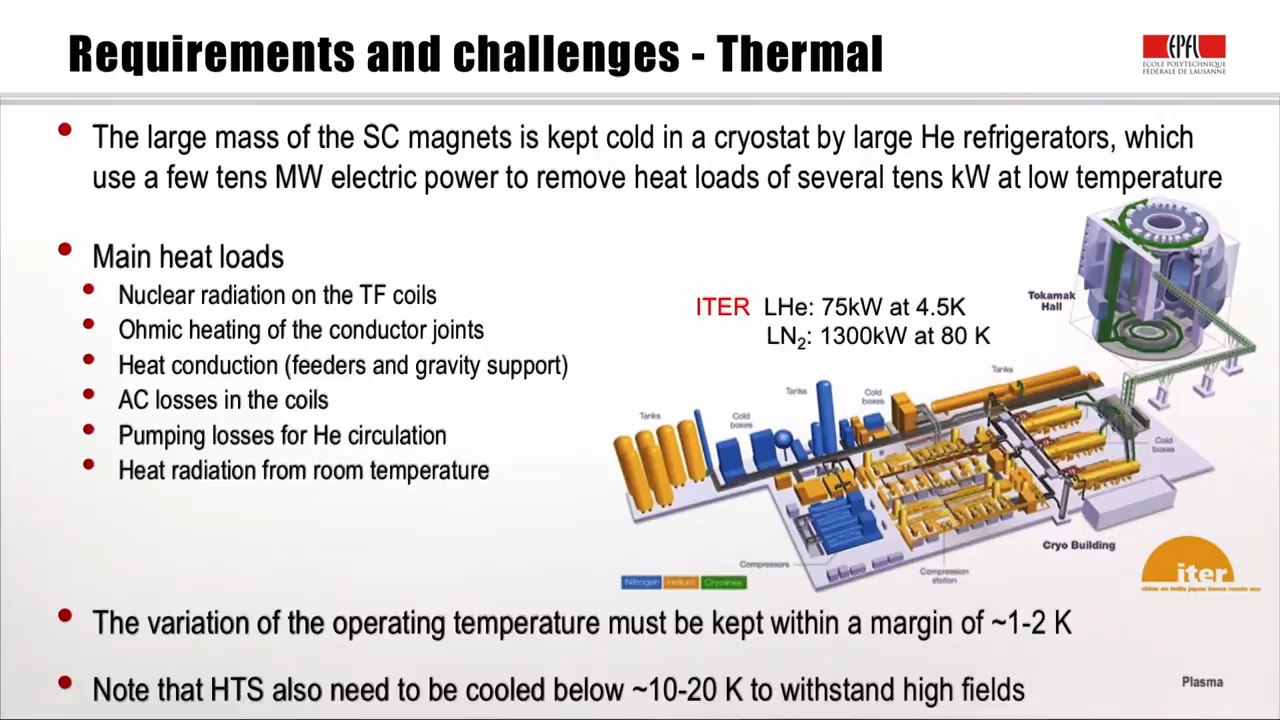 Requirements and challenges - Thermal
EPFL
ECOLE POLYTECHNIQUE
FÉDÉRALE DE LAUSANNE
The large mass of the SC magnets is kept cold in a cryostat by large He refrigerators, which
use a few tens MW electric power to remove heat loads of several tens kW at low temperature
Main heat loads
Nuclear radiation on the TF coils
Ohmic heating of the conductor joints
Heat conduction (feeders and gravity support)
AC losses in the coils
Pumping losses for He circulation
Heat radiation from room temperature
ITER LHe: 75kW at 4.5K
LN2: 1300kW at 80 K
Tokamak
Hall
Tanks
Tanks
Cold
boxes
Tanks
Cold
boxes
Cold
boxes
Cryo Building
Compressors
Compression
station
Nitrogen Helium Cryolines
iter
china eu india japan korea russia usa
The variation of the operating temperature must be kept within a margin of ~1-2 K
Note that HTS also need to be cooled below ~10-20 K to withstand high fields
Plasma